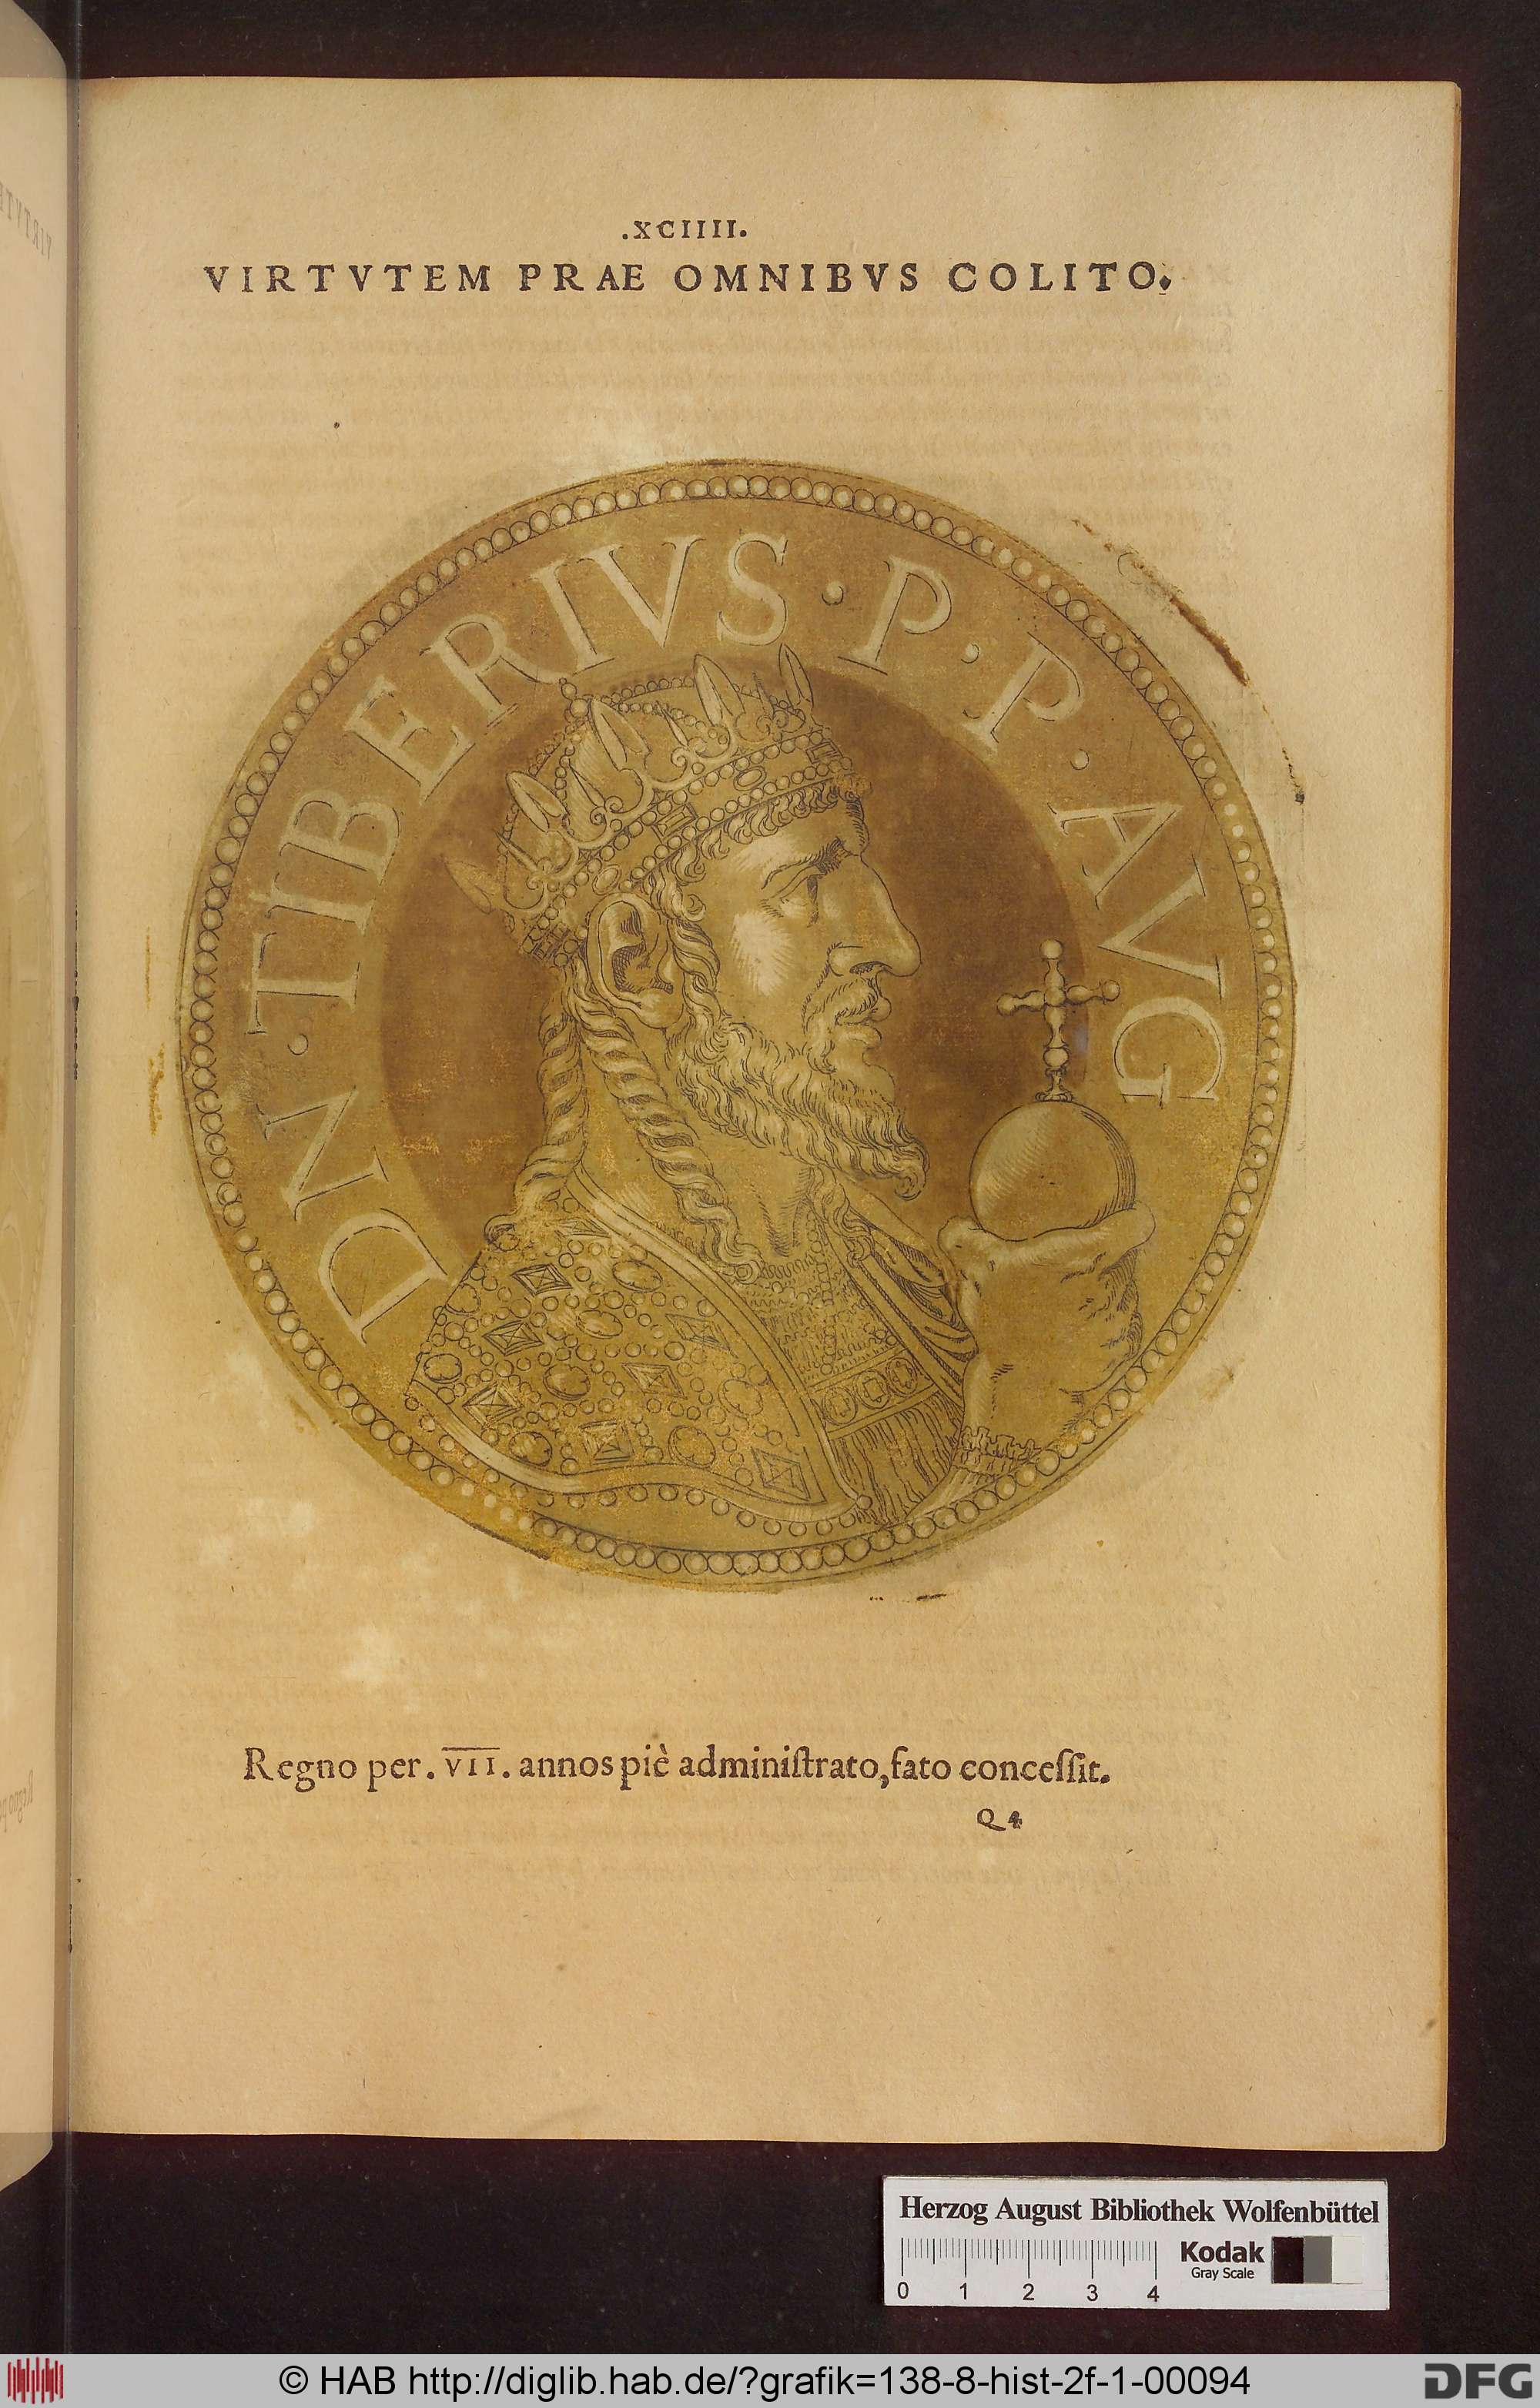 .XCIIII.
VIRTVTEM PRAE OMNIBVS COLITO.
DN · TIBERIVS · P · P · AVG
Regno per . VII . annos piè adminiſtrato, fato conceſſit.
Q 4
Herzog August Bibliothek Wolfenbüttel
Kodak
Gray Scale
0 1 2 3 4
© HAB http://diglib.hab.de/?grafik=138-8-hist-2f-1-00094
DFG